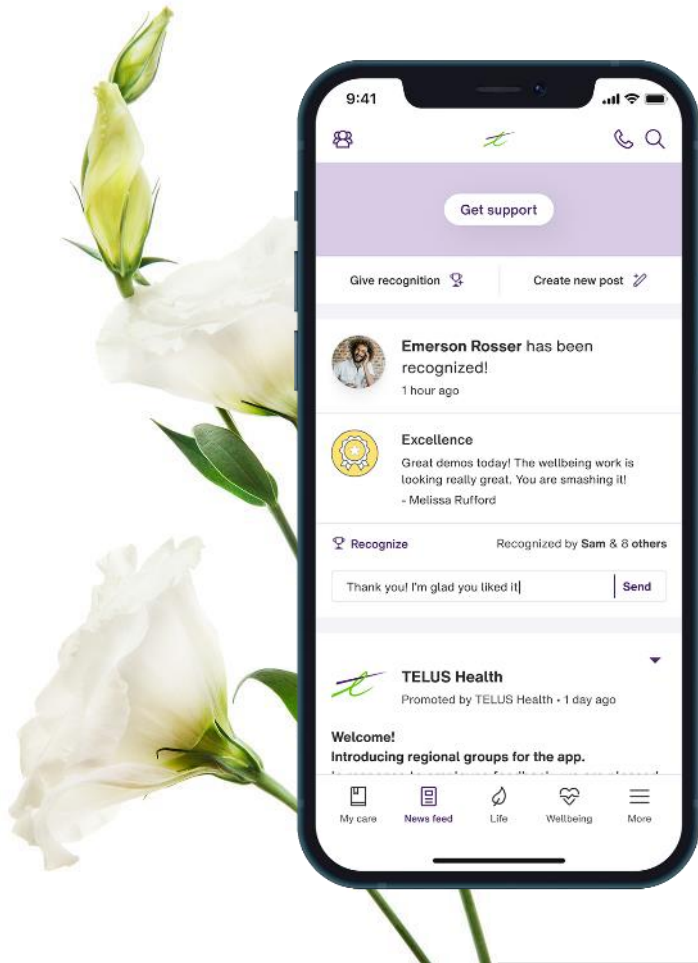 9:41
Get support
Give recognition
Create new post
Emerson Rosser has been
recognized!
1 hour ago
Excellence
Great demos today! The wellbeing work is
looking really great. You are smashing it!
- Melissa Rufford
Recognize
Recognized by Sam & 8 others
Thank you! I'm glad you liked it
Send
TELUS Health
Promoted by TELUS Health • 1 day ago
Welcome!
Introducing regional groups for the app.
My care
News feed
Life
Wellbeing
More